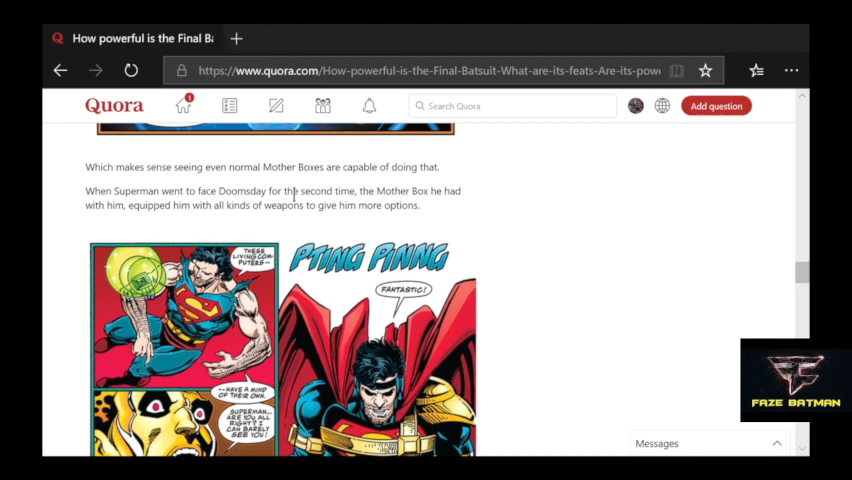 How powerful is the Final Ba
https://www.quora.com/How-powerful-is-the-Final-Batsuit-What-are-its-feats-Are-its-powe
Quora
1
Search Quora
Add question
Which makes sense seeing even normal Mother Boxes are capable of doing that.
When Superman went to face Doomsday for the second time, the Mother Box he had
with him, equipped him with all kinds of weapons to give him more options.
THESE
LIVING COM-
PUTERS--
--HAVE A MIND
OF THEIR OWN.
SUPERMAN...
ARE YOU ALL
RIGHT? I
CAN BARELY
SEE YOU!
PTING PINNG
FANTASTIC!
FAZE BATMAN
Messages